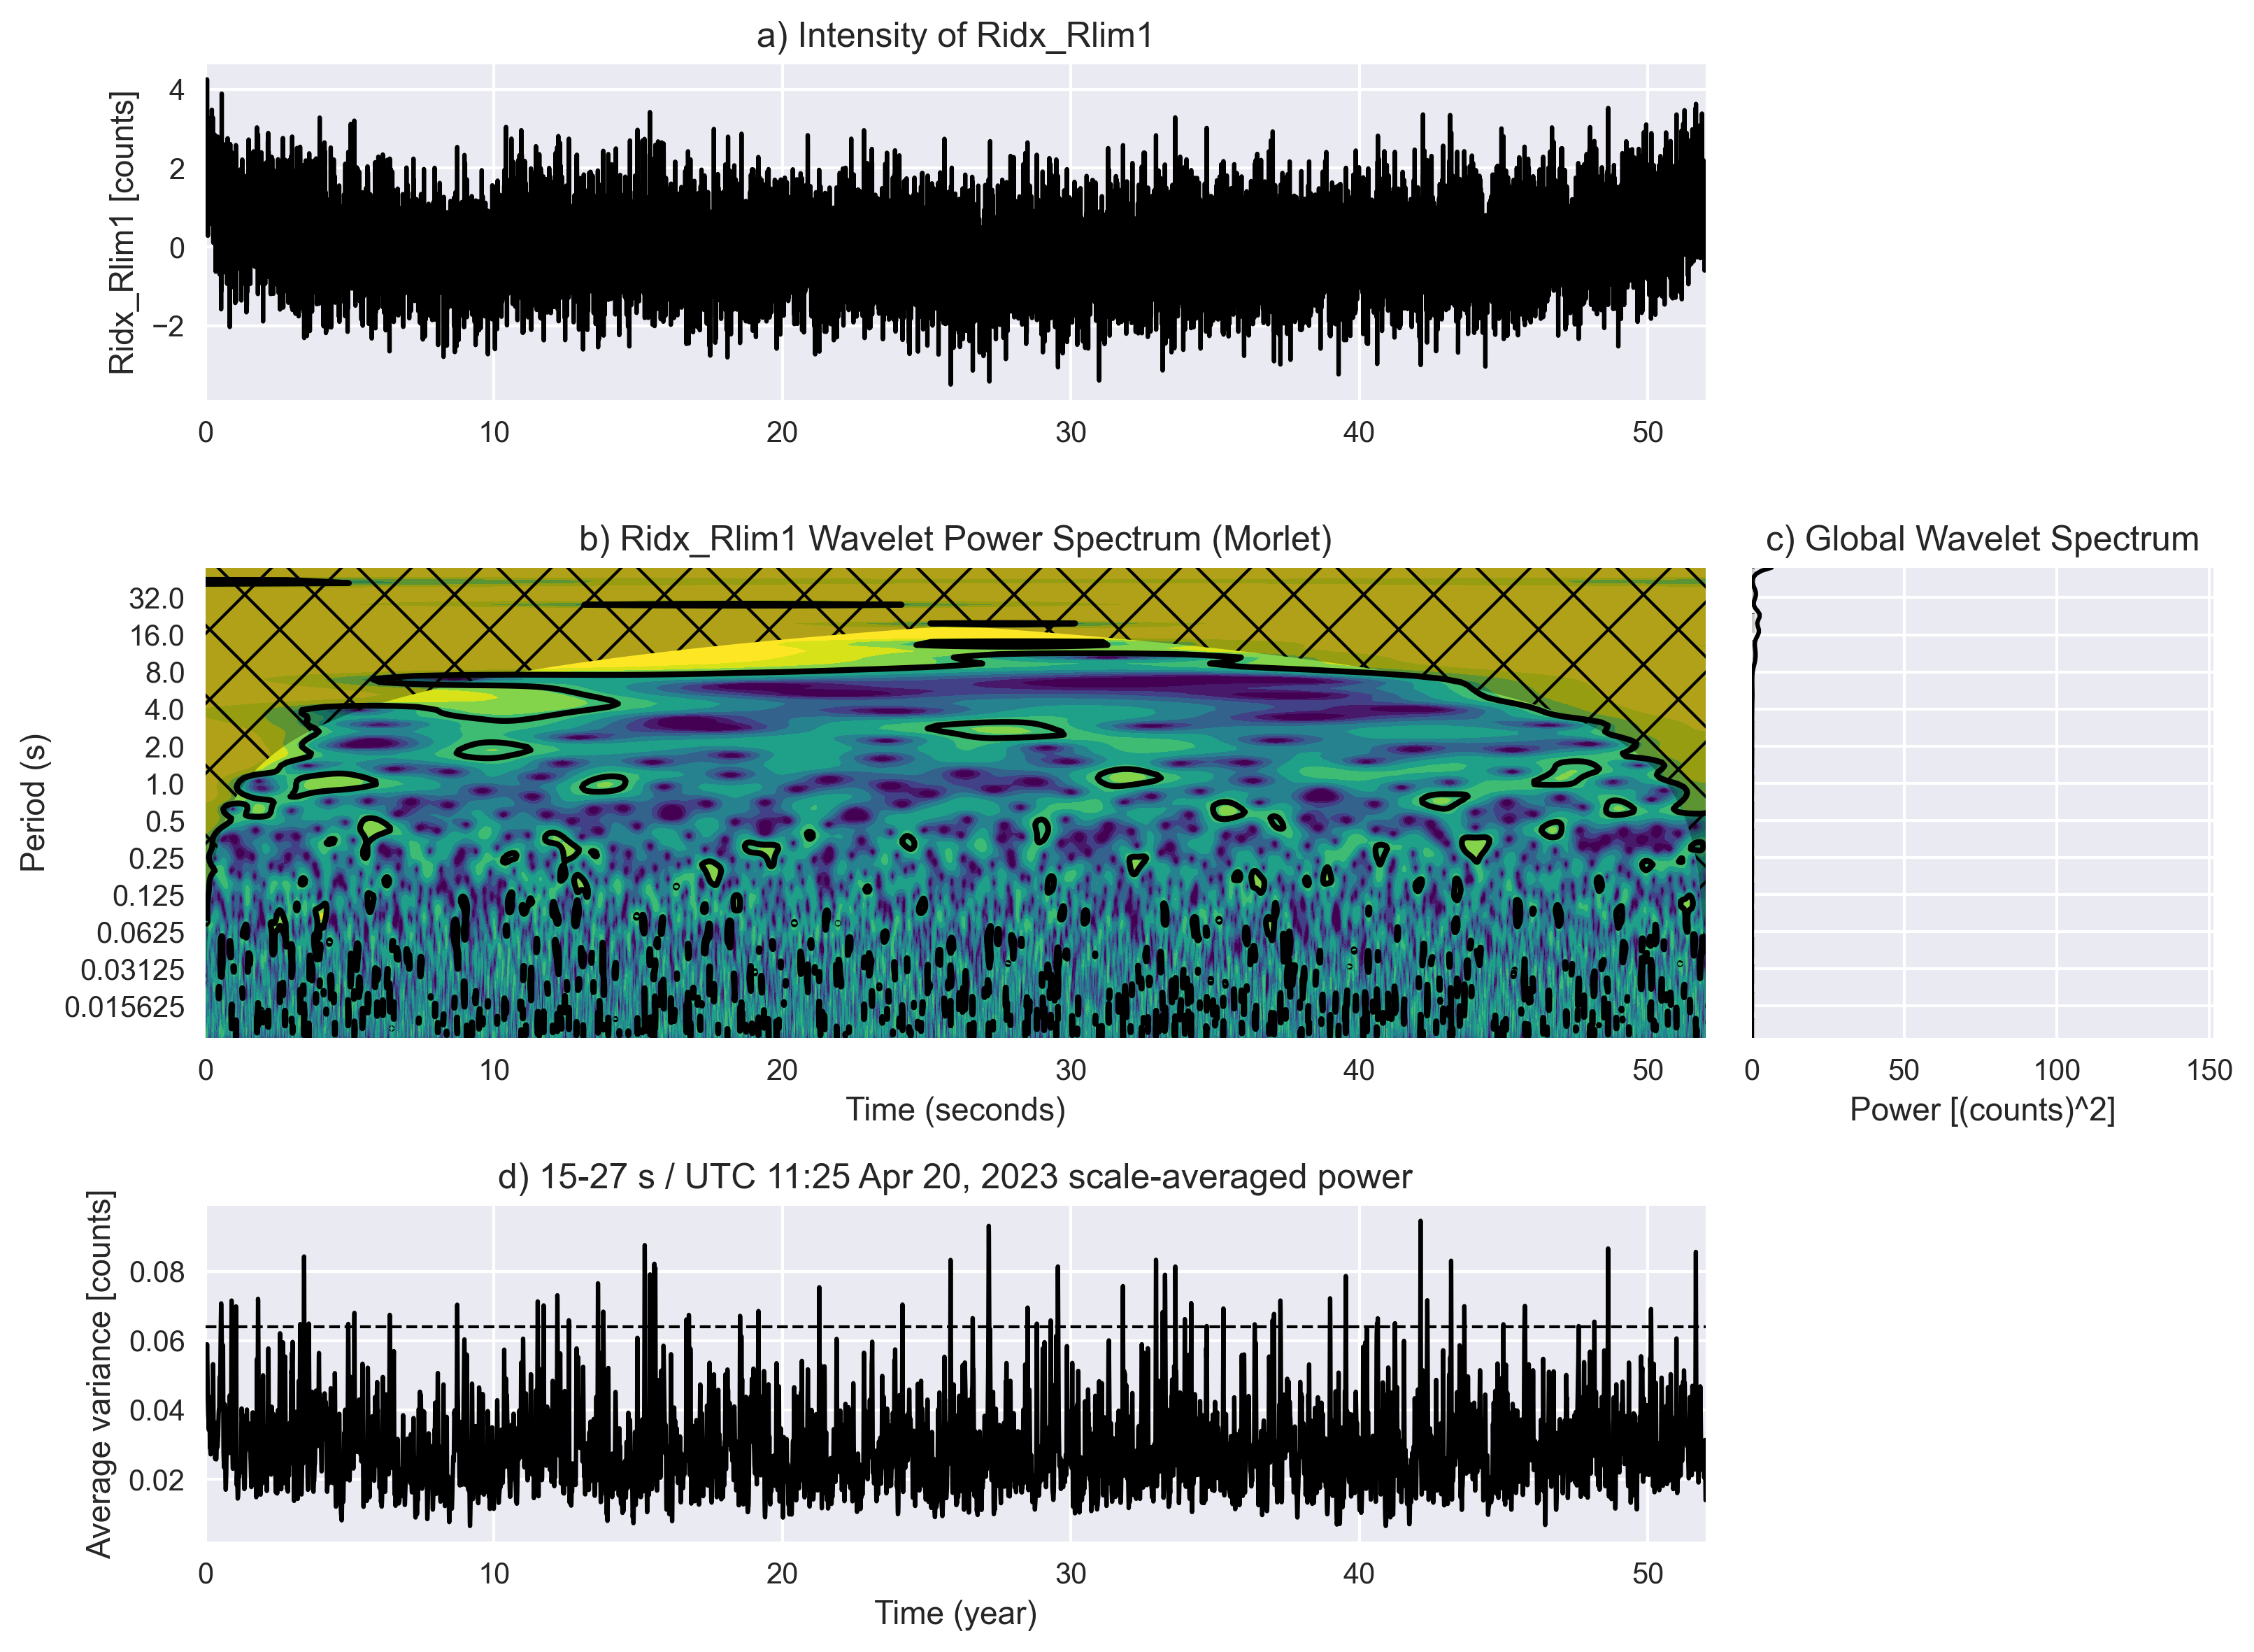 a) Intensity of Ridx_Rlim1
Ridx_Rlim1 [counts]
4
2
0
−2
0 10 20 30 40 50
b) Ridx_Rlim1 Wavelet Power Spectrum (Morlet)
Period (s)
32.0
16.0
8.0
4.0
2.0
1.0
0.5
0.25
0.125
0.0625
0.03125
0.015625
0 10 20 30 40 50
Time (seconds)
c) Global Wavelet Spectrum
0 50 100 150
Power [(counts)^2]
d) 15-27 s / UTC 11:25 Apr 20, 2023 scale-averaged power
Average variance [counts]
0.08
0.06
0.04
0.02
0 10 20 30 40 50
Time (year)